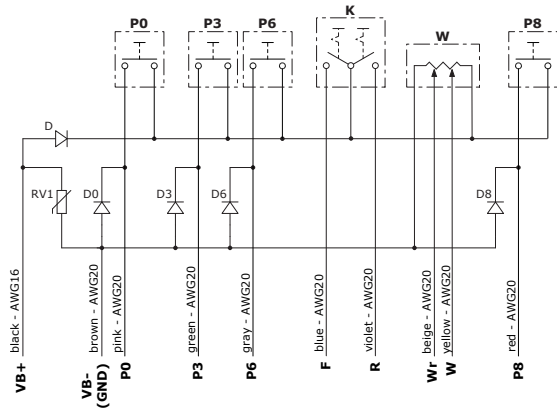 P0
P3
P6
K
W
P8
D
RV1
D0
D3
D6
D8
black - AWG16
brown - AWG20
pink - AWG20
green - AWG20
gray - AWG20
blue - AWG20
violet - AWG20
beige - AWG20
yellow - AWG20
red - AWG20
VB+
VB-
(GND)
P0
P3
P6
F
R
Wr
W
P8